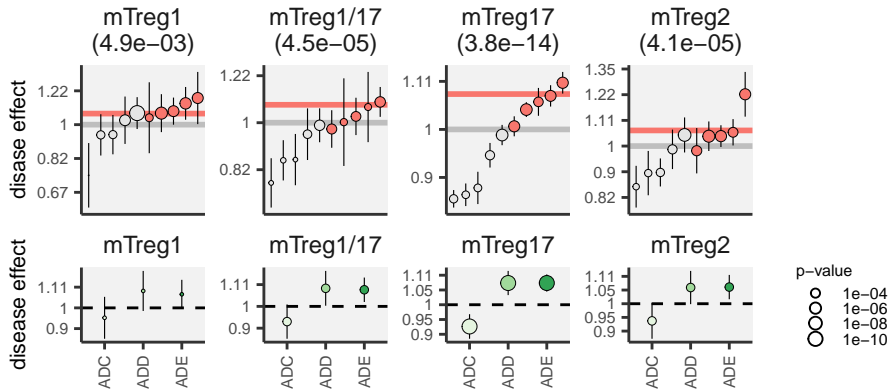 mTreg1 mTreg1/17 mTreg17 mTreg2
(4.9e−03) (4.5e−05) (3.8e−14) (4.1e−05)
disase effect
1.22
1
0.82
0.67
1.22
1
0.82
1.11
1
0.9
1.35
1.22
1.11
1
0.9
0.82
mTreg1 mTreg1/17 mTreg17 mTreg2
disease effect
1.11
1
0.9
1.11
1
0.9
1.11
1.05
1
0.95
0.9
1.11
1.05
1
0.95
0.9
ADC ADD ADE ADC ADD ADE ADC ADD ADE ADC ADD ADE
p−value
1e−04
1e−06
1e−08
1e−10